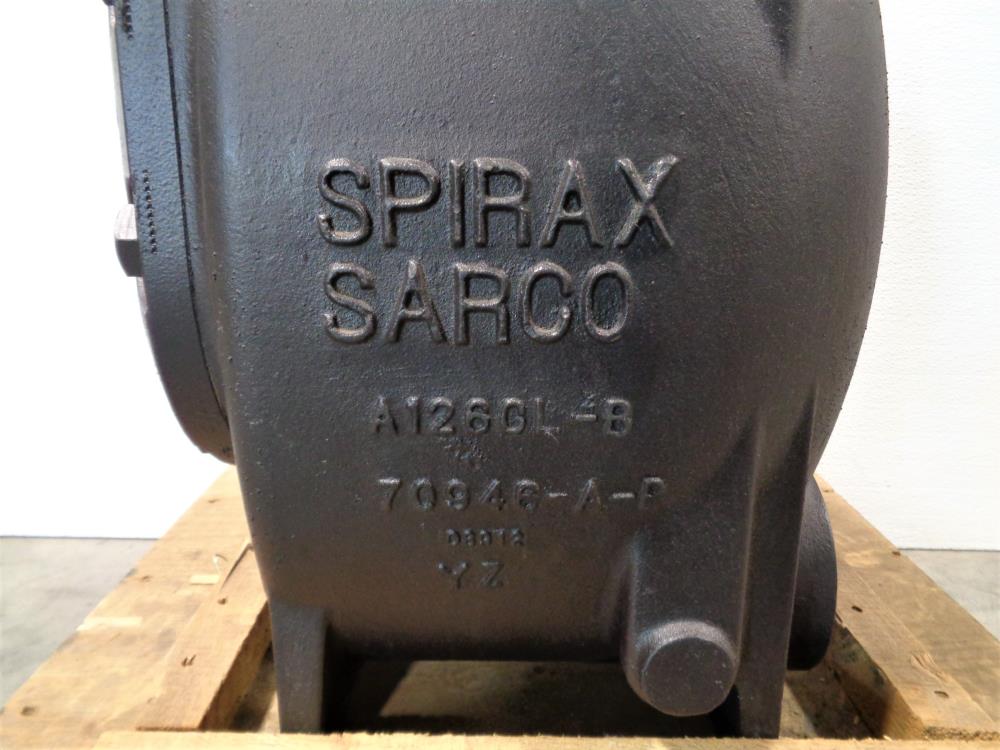 SPIRAX
SARCO
A126CL-B
70946-A-P
YZ